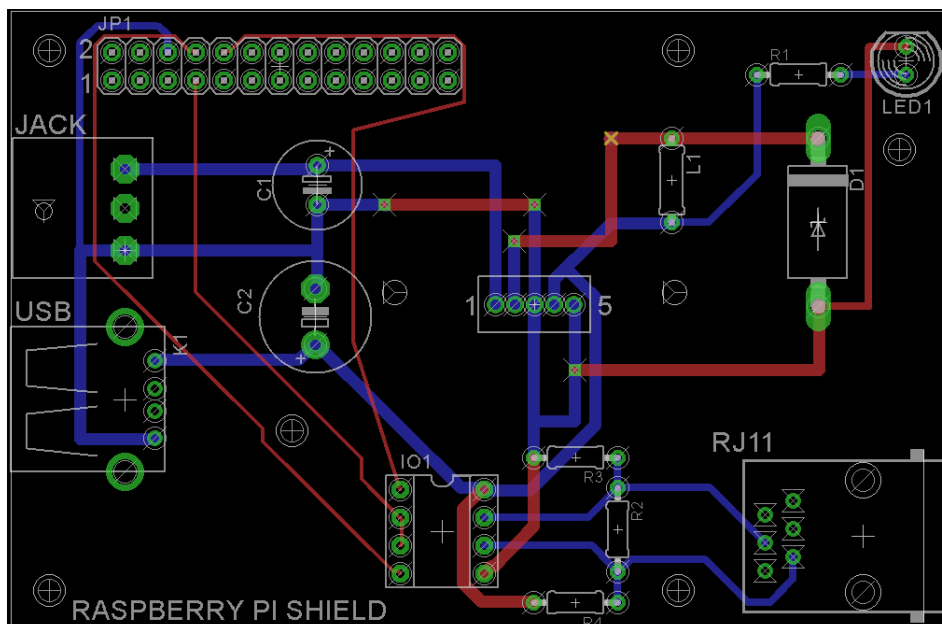 JP1
2
1
R1
LED1
JACK
C1
+
L1
D1
C2
+
USB
K1
1
5
IO1
R3
R2
RJ11
R4
RASPBERRY PI SHIELD